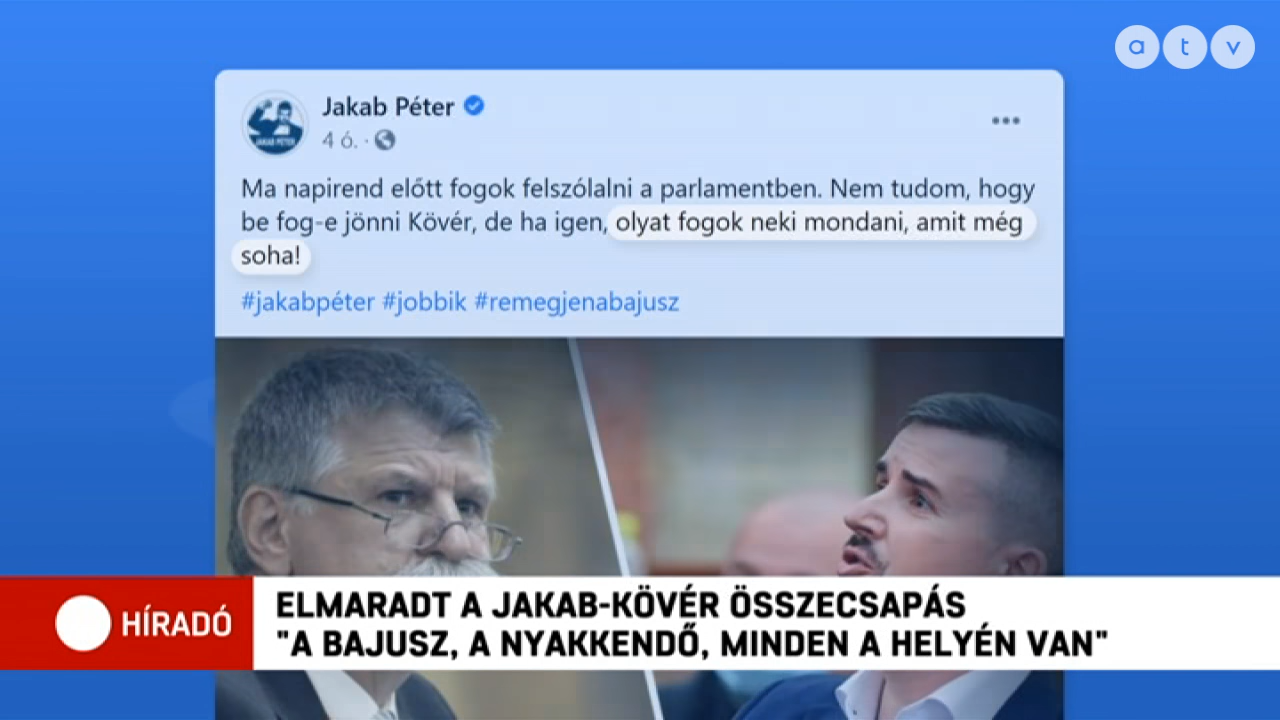 a t v
Jakab Péter
4 ó.
Ma napirend előtt fogok felszólalni a parlamentben. Nem tudom, hogy
be fog-e jönni Kövér, de ha igen, olyat fogok neki mondani, amit még
soha!
#jakabpéter #jobbik #remegjenabajusz
HÍRADÓ
ELMARADT A JAKAB-KÖVÉR ÖSSZECSAPÁS
"A BAJUSZ, A NYAKKENDŐ, MINDEN A HELYÉN VAN"